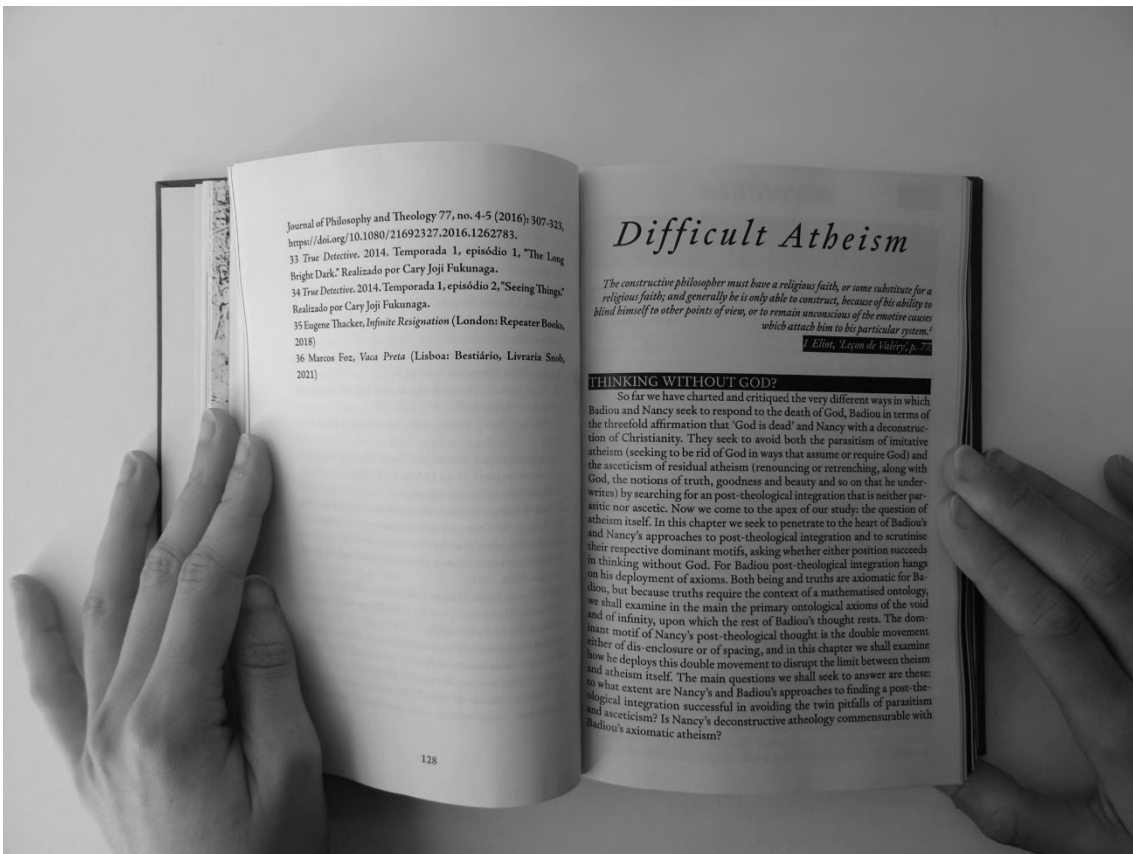 Journal of Philosophy and Theology 77, no. 4-5 (2016): 307-323,
https://doi.org/10.1080/21692327.2016.1262783.
33 True Detective. 2014. Temporada 1, episódio 1, "The Long
Bright Dark." Realizado por Cary Joji Fukunaga.
34 True Detective. 2014. Temporada 1, episódio 2, "Seeing Things."
Realizado por Cary Joji Fukunaga.
35 Eugene Thacker, Infinite Resignation (London: Repeater Books,
2018)
36 Marcos Foz, Vaca Preta (Lisboa: Bestiário, Livraria Snob,
2021)
128
Difficult Atheism
The constructive philosopher must have a religious faith, or some substitute for a
religious faith; and generally he is only able to construct, because of his ability to
blind himself to other points of view, or to remain unconscious of the emotive causes
which attach him to his particular system.¹
1 Eliot, 'Leçon de Valéry', p. 77.
THINKING WITHOUT GOD?
So far we have charted and critiqued the very different ways in which
Badiou and Nancy seek to respond to the death of God, Badiou in terms of
the threefold affirmation that 'God is dead' and Nancy with a deconstruc-
tion of Christianity. They seek to avoid both the parasitism of imitative
atheism (seeking to be rid of God in ways that assume or require God) and
the asceticism of residual atheism (renouncing or retrenching, along with
God, the notions of truth, goodness and beauty and so on that he under-
writes) by searching for an post-theological integration that is neither par-
asitic nor ascetic. Now we come to the apex of our study: the question of
atheism itself. In this chapter we seek to penetrate to the heart of Badiou's
and Nancy's approaches to post-theological integration and to scrutinise
their respective dominant motifs, asking whether either position succeeds
in thinking without God. For Badiou post-theological integration hangs
on his deployment of axioms. Both being and truths are axiomatic for Ba-
diou, but because truths require the context of a mathematised ontology,
we shall examine in the main the primary ontological axioms of the void
and of infinity, upon which the rest of Badiou's thought rests. The dom-
inant motif of Nancy's post-theological thought is the double movement
either of dis-enclosure or of spacing, and in this chapter we shall examine
how he deploys this double movement to disrupt the limit between theism
and atheism itself. The main questions we shall seek to answer are these:
to what extent are Nancy's and Badiou's approaches to finding a post-the-
ological integration successful in avoiding the twin pitfalls of parasitism
and asceticism? Is Nancy's deconstructive atheology commensurable with
Badiou's axiomatic atheism?